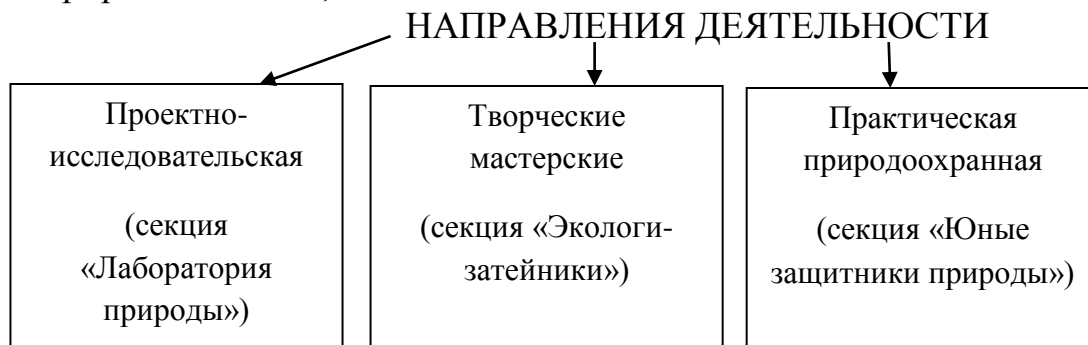 НАПРАВЛЕНИЯ ДЕЯТЕЛЬНОСТИ
Проектно-
исследовательская
(секция
«Лаборатория
природы»)
Творческие
мастерские
(секция «Экологи-
затейники»)
Практическая
природоохранная
(секция «Юные
защитники природы»)